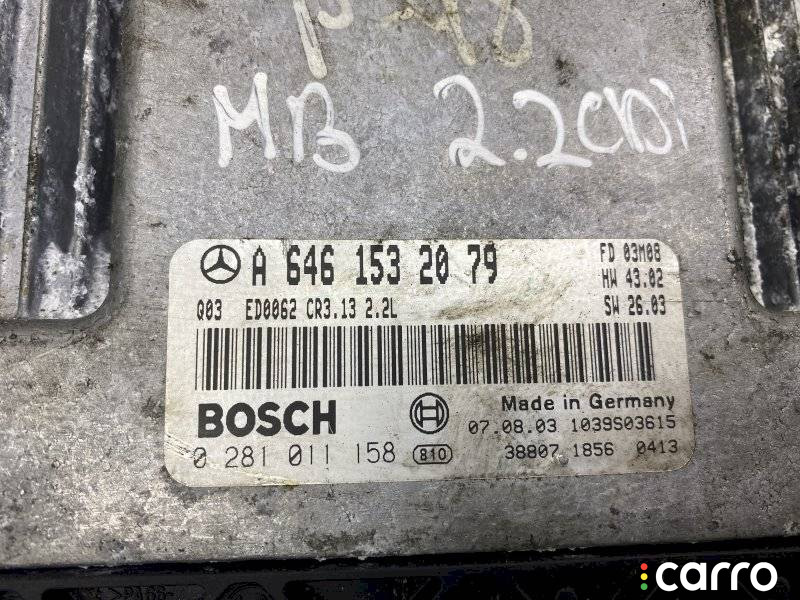 MB 2.2CDi
A 646 153 20 79
FD 03M08
HW 43.02
Q03 ED0062 CR3.13 2.2L
SW 26.03
BOSCH
Made in Germany
07.08.03 1039S03615
0 281 011 158 810
38807 1856 0413
carro